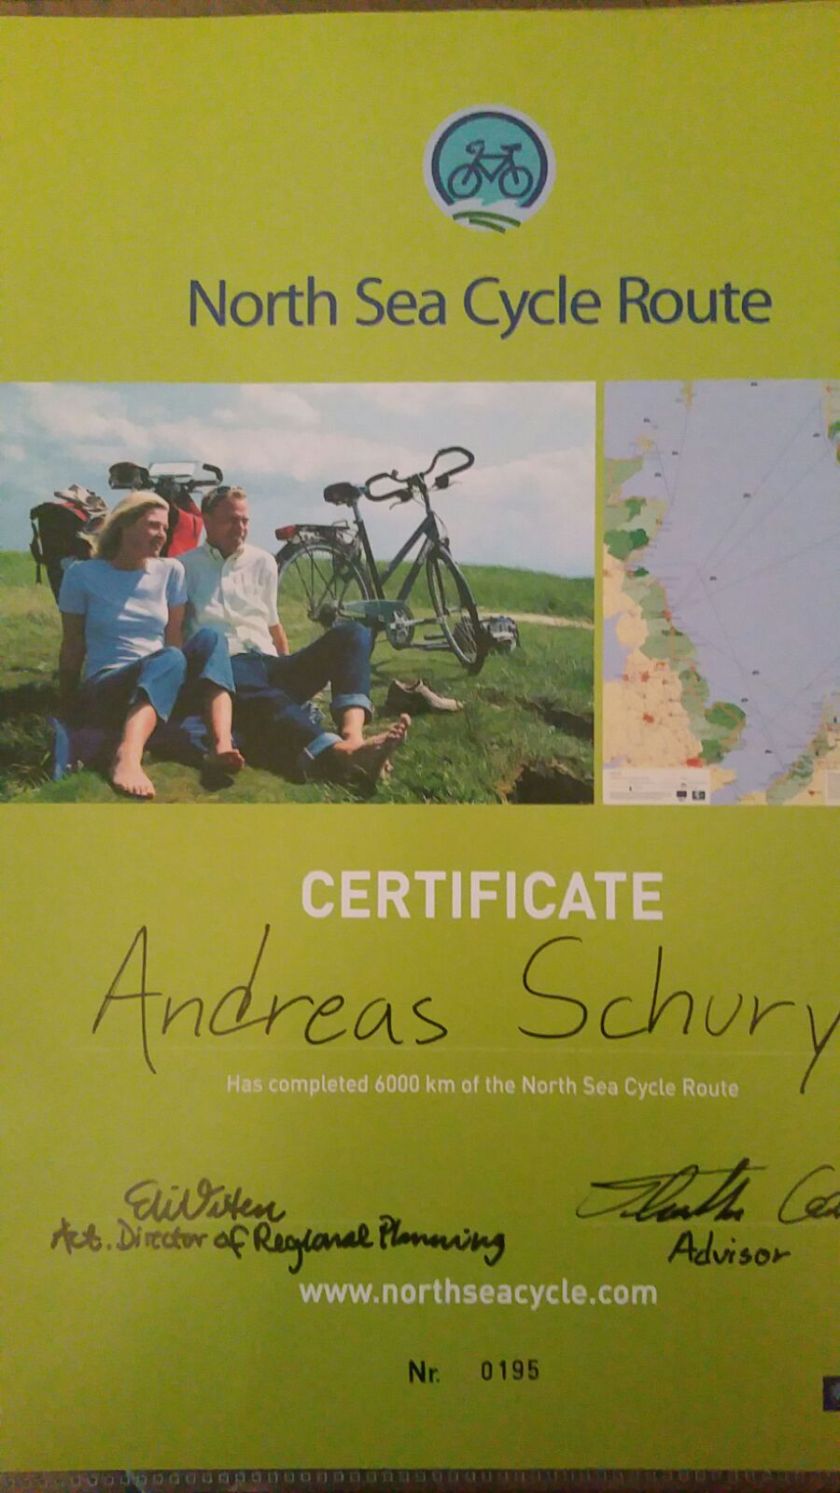 North Sea Cycle Route
CERTIFICATE
Andreas Schury
Has completed 6000 km of the North Sea Cycle Route
Act. Director of Regional Planning
Advisor
www.northseacycle.com
Nr. 0195